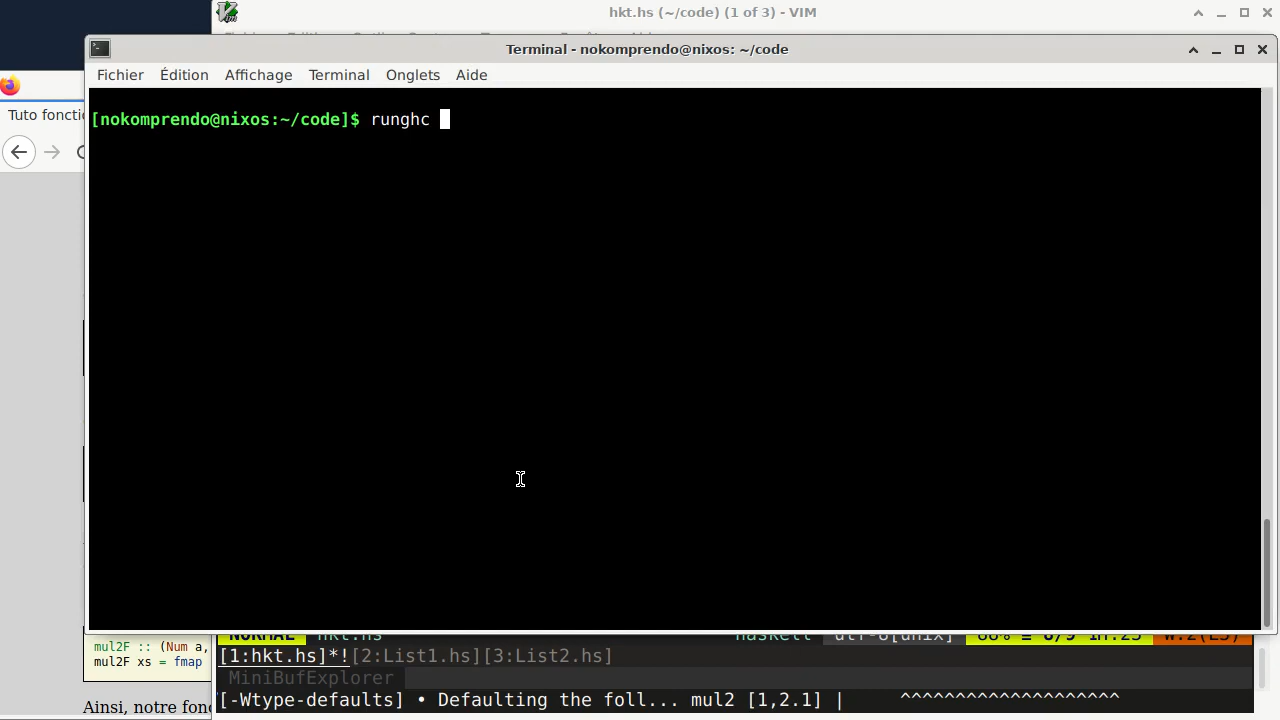 hkt.hs (~/code) (1 of 3) - VIM
Terminal - nokomprendo@nixos: ~/code
Fichier Édition Affichage Terminal Onglets Aide
Tuto foncti
[nokomprendo@nixos:~/code]$ runghc
NORMAL hkt.hs haskell utf-8[unix]
mul2F :: (Num a,
mul2F xs = fmap
[1:hkt.hs]*![2:List1.hs][3:List2.hs]
MiniBufExplorer
[-Wtype-defaults] • Defaulting the foll... mul2 [1,2.1] | ^^^^^^^^^^^^^^^^^^^^
Ainsi, notre fon